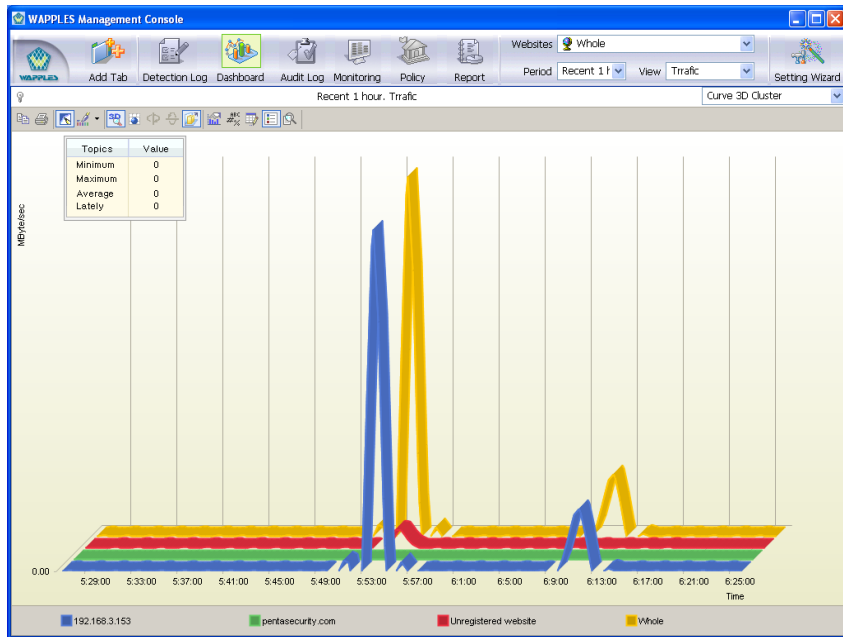 WAPPLES Management Console
WAPPLES
Add Tab
Detection Log
Dashboard
Audit Log
Monitoring
Policy
Report
Websites Whole
Period Recent 1 h View Trrafic
Setting Wizard
Recent 1 hour. Trrafic
Curve 3D Cluster
Topics Value
Minimum 0
Maximum 0
Average 0
Lately 0
MByte/sec
0.00
5:29:00 5:33:00 5:37:00 5:41:00 5:45:00 5:49:00 5:53:00 5:57:00 6:1:00 6:5:00 6:9:00 6:13:00 6:17:00 6:21:00 6:25:00
Time
192.168.3.153 pentasecurity.com Unregistered website Whole